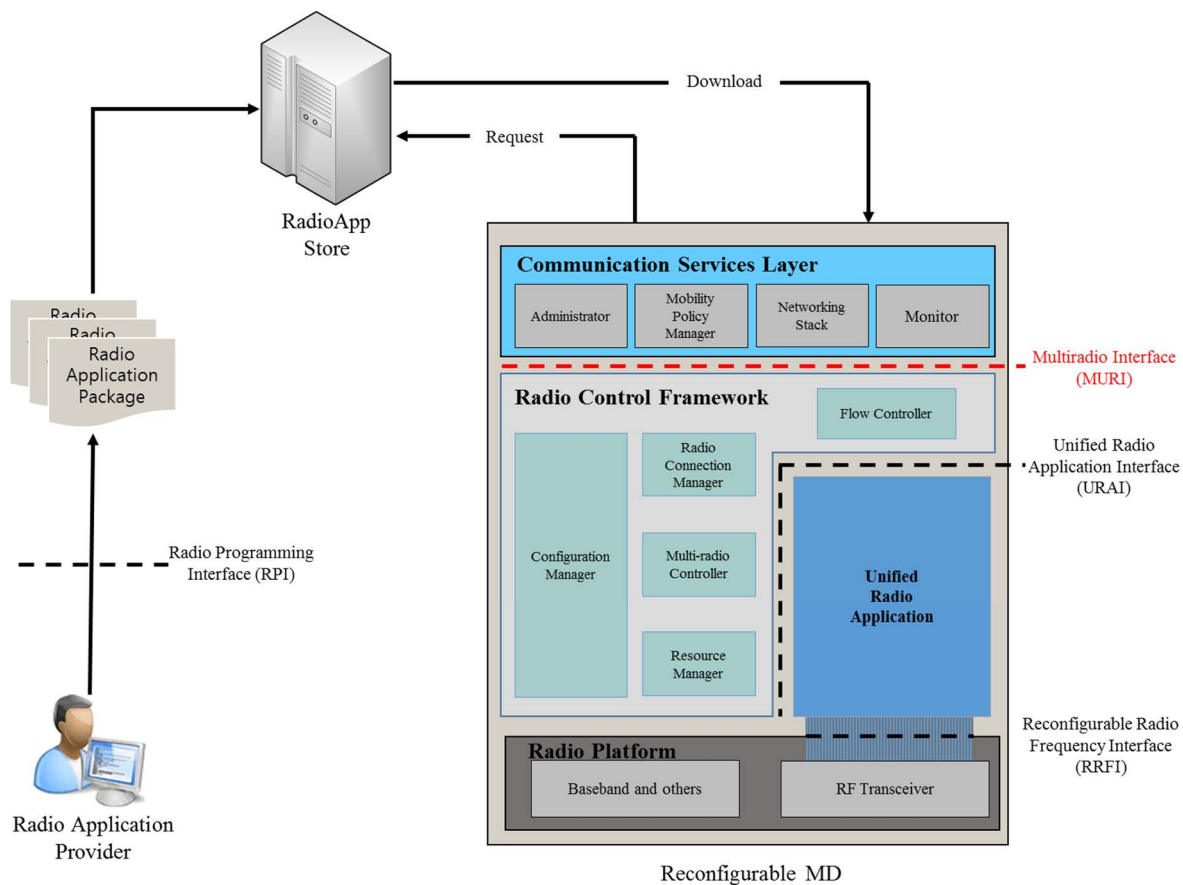 Download
Request
RadioApp
Store
Radio
Radio
Radio
Application
Package
Radio Programming
Interface (RPI)
Radio Application
Provider
Communication Services Layer
Administrator
Mobility
Policy
Manager
Networking
Stack
Monitor
Multiradio Interface
(MURI)
Radio Control Framework
Flow Controller
Radio
Connection
Manager
Configuration
Manager
Multi-radio
Controller
Resource
Manager
Unified Radio
Application Interface
(URAI)
Unified
Radio
Application
Reconfigurable Radio
Frequency Interface
(RRFI)
Radio Platform
Baseband and others
RF Transceiver
Reconfigurable MD